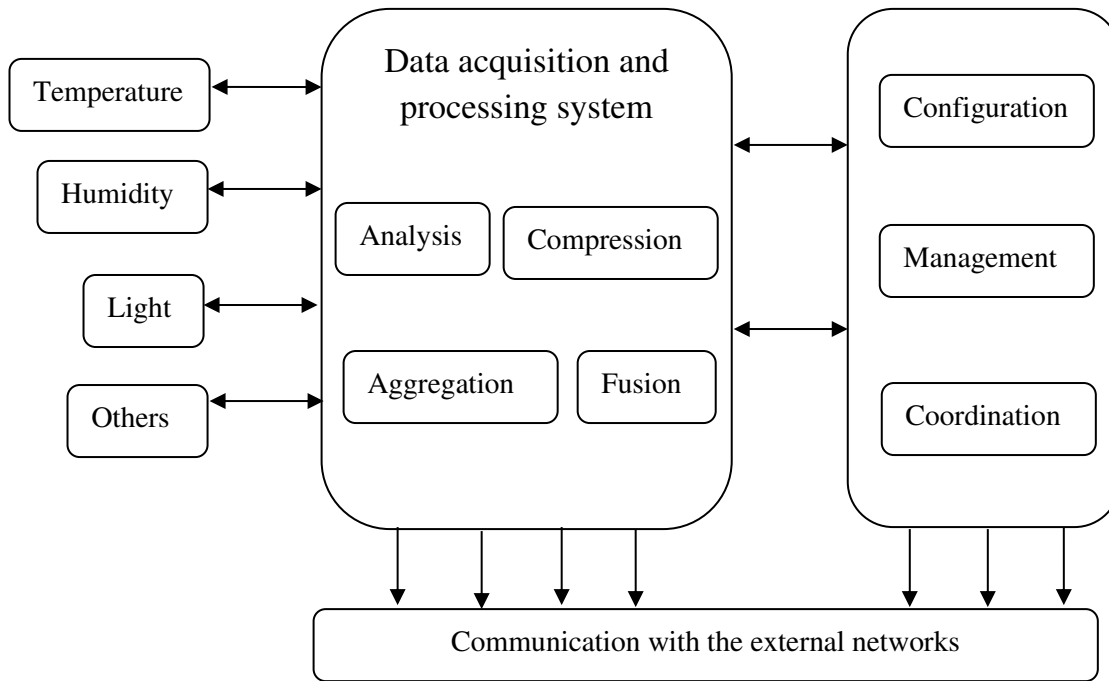 Temperature
Humidity
Light
Others
Data acquisition and
processing system
Analysis
Compression
Aggregation
Fusion
Configuration
Management
Coordination
Communication with the external networks